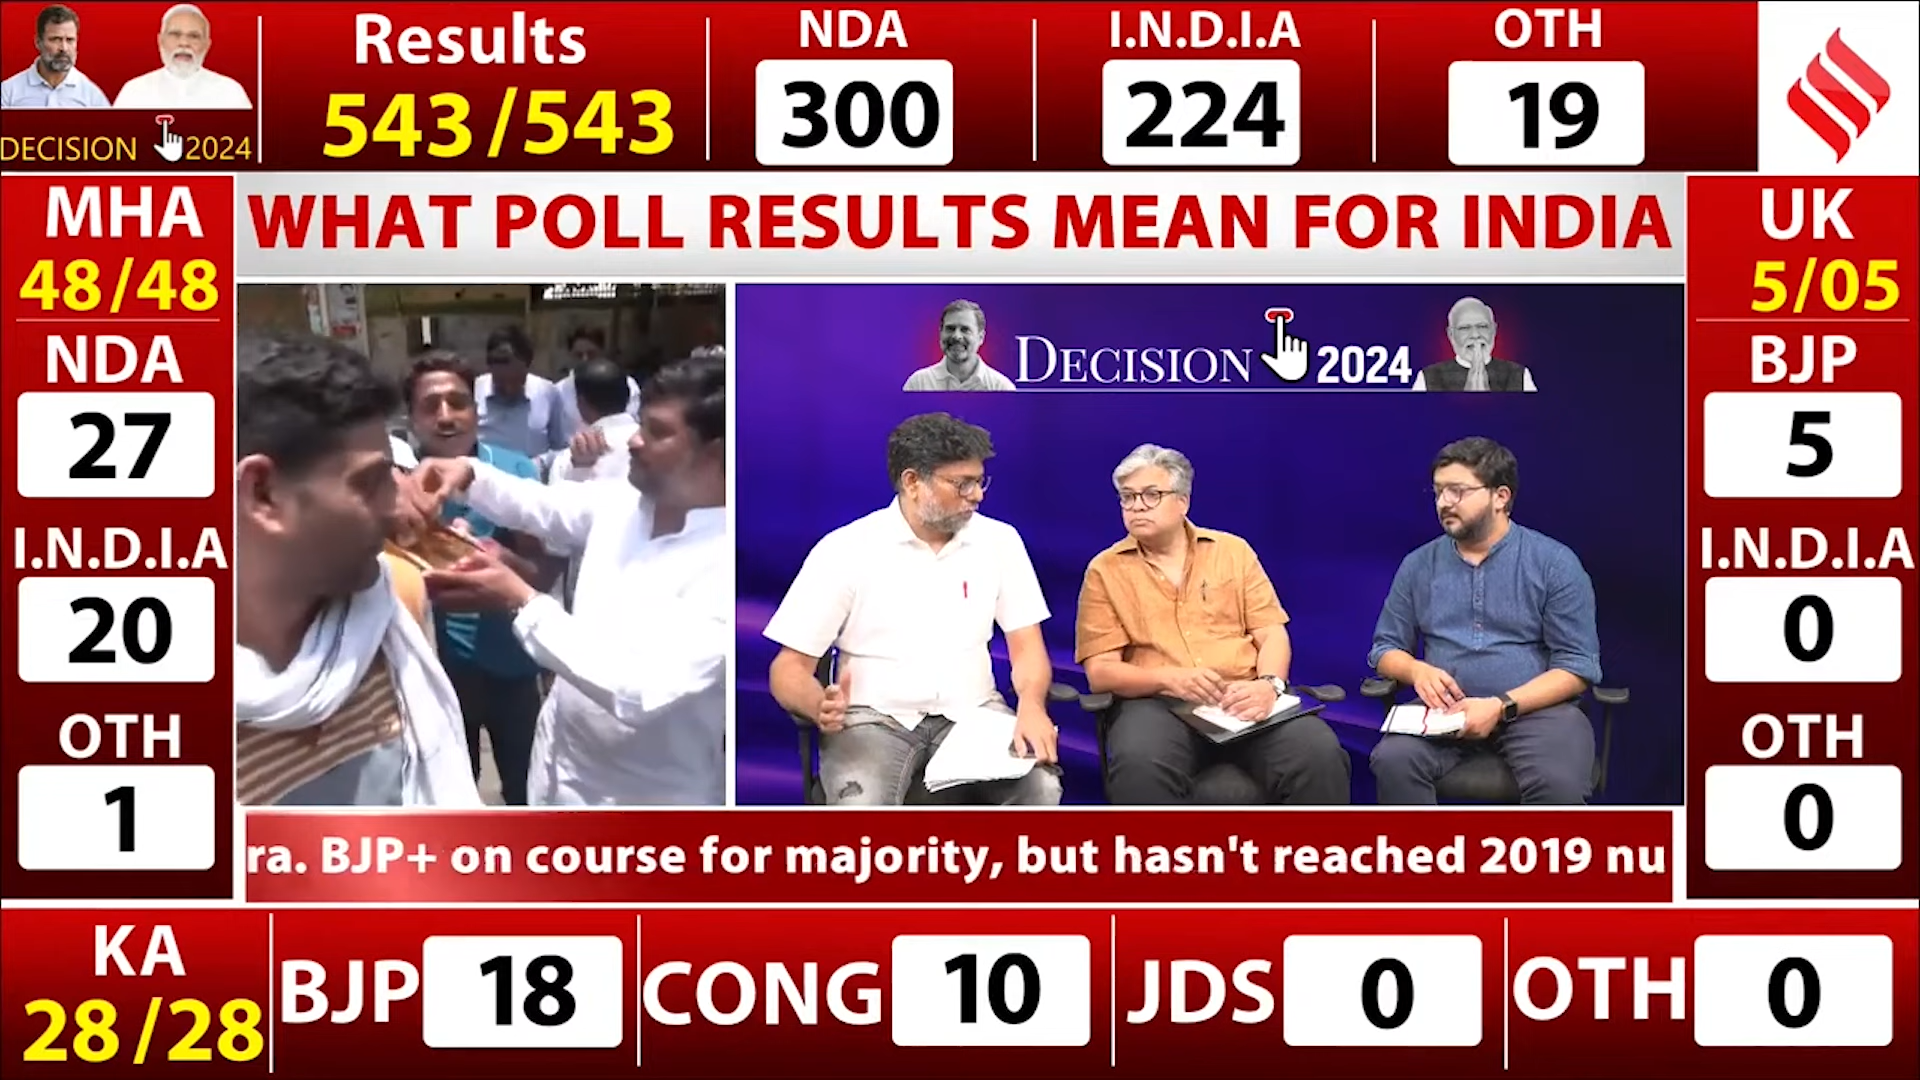 Results
543/543
NDA
300
I.N.D.I.A
224
OTH
19
DECISION 2024
MHA
48/48
NDA
27
I.N.D.I.A
20
OTH
1
WHAT POLL RESULTS MEAN FOR INDIA
DECISION 2024
ra. BJP+ on course for majority, but hasn't reached 2019 nu
UK
5/05
BJP
5
I.N.D.I.A
0
OTH
0
KA
28/28
BJP 18
CONG 10
JDS 0
OTH 0